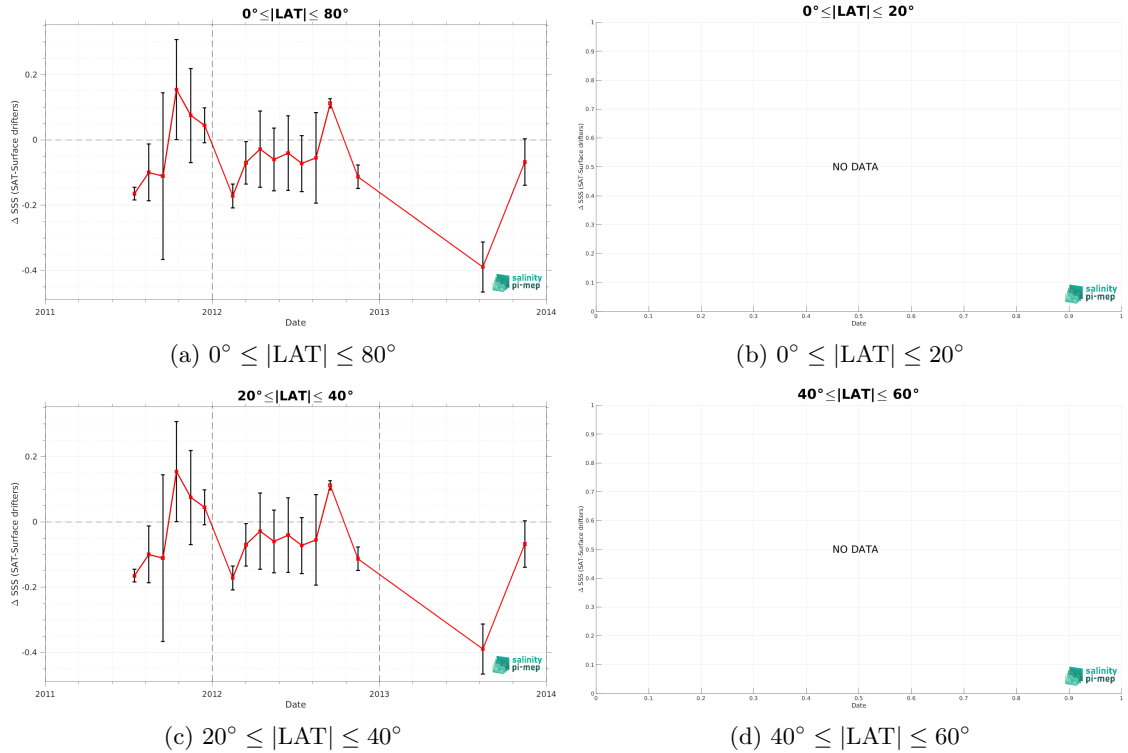 0°≤|LAT|≤ 80°
0.2
0
-0.2
-0.4
Δ SSS (SAT-Surface drifters)
2011
2012
2013
2014
Date
salinity
pi-mep
(a) 0° ≤ |LAT| ≤ 80°
0°≤|LAT|≤ 20°
1
0.9
0.8
0.7
0.6
0.5
0.4
0.3
0.2
0.1
0
Δ SSS (SAT-Surface drifters)
NO DATA
0
0.1
0.2
0.3
0.4
0.5
0.6
0.7
0.8
0.9
1
Date
salinity
pi-mep
(b) 0° ≤ |LAT| ≤ 20°
20°≤|LAT|≤ 40°
0.2
0
-0.2
-0.4
Δ SSS (SAT-Surface drifters)
2011
2012
2013
2014
Date
salinity
pi-mep
(c) 20° ≤ |LAT| ≤ 40°
40°≤|LAT|≤ 60°
1
0.9
0.8
0.7
0.6
0.5
0.4
0.3
0.2
0.1
0
Δ SSS (SAT-Surface drifters)
NO DATA
0
0.1
0.2
0.3
0.4
0.5
0.6
0.7
0.8
0.9
1
Date
salinity
pi-mep
(d) 40° ≤ |LAT| ≤ 60°